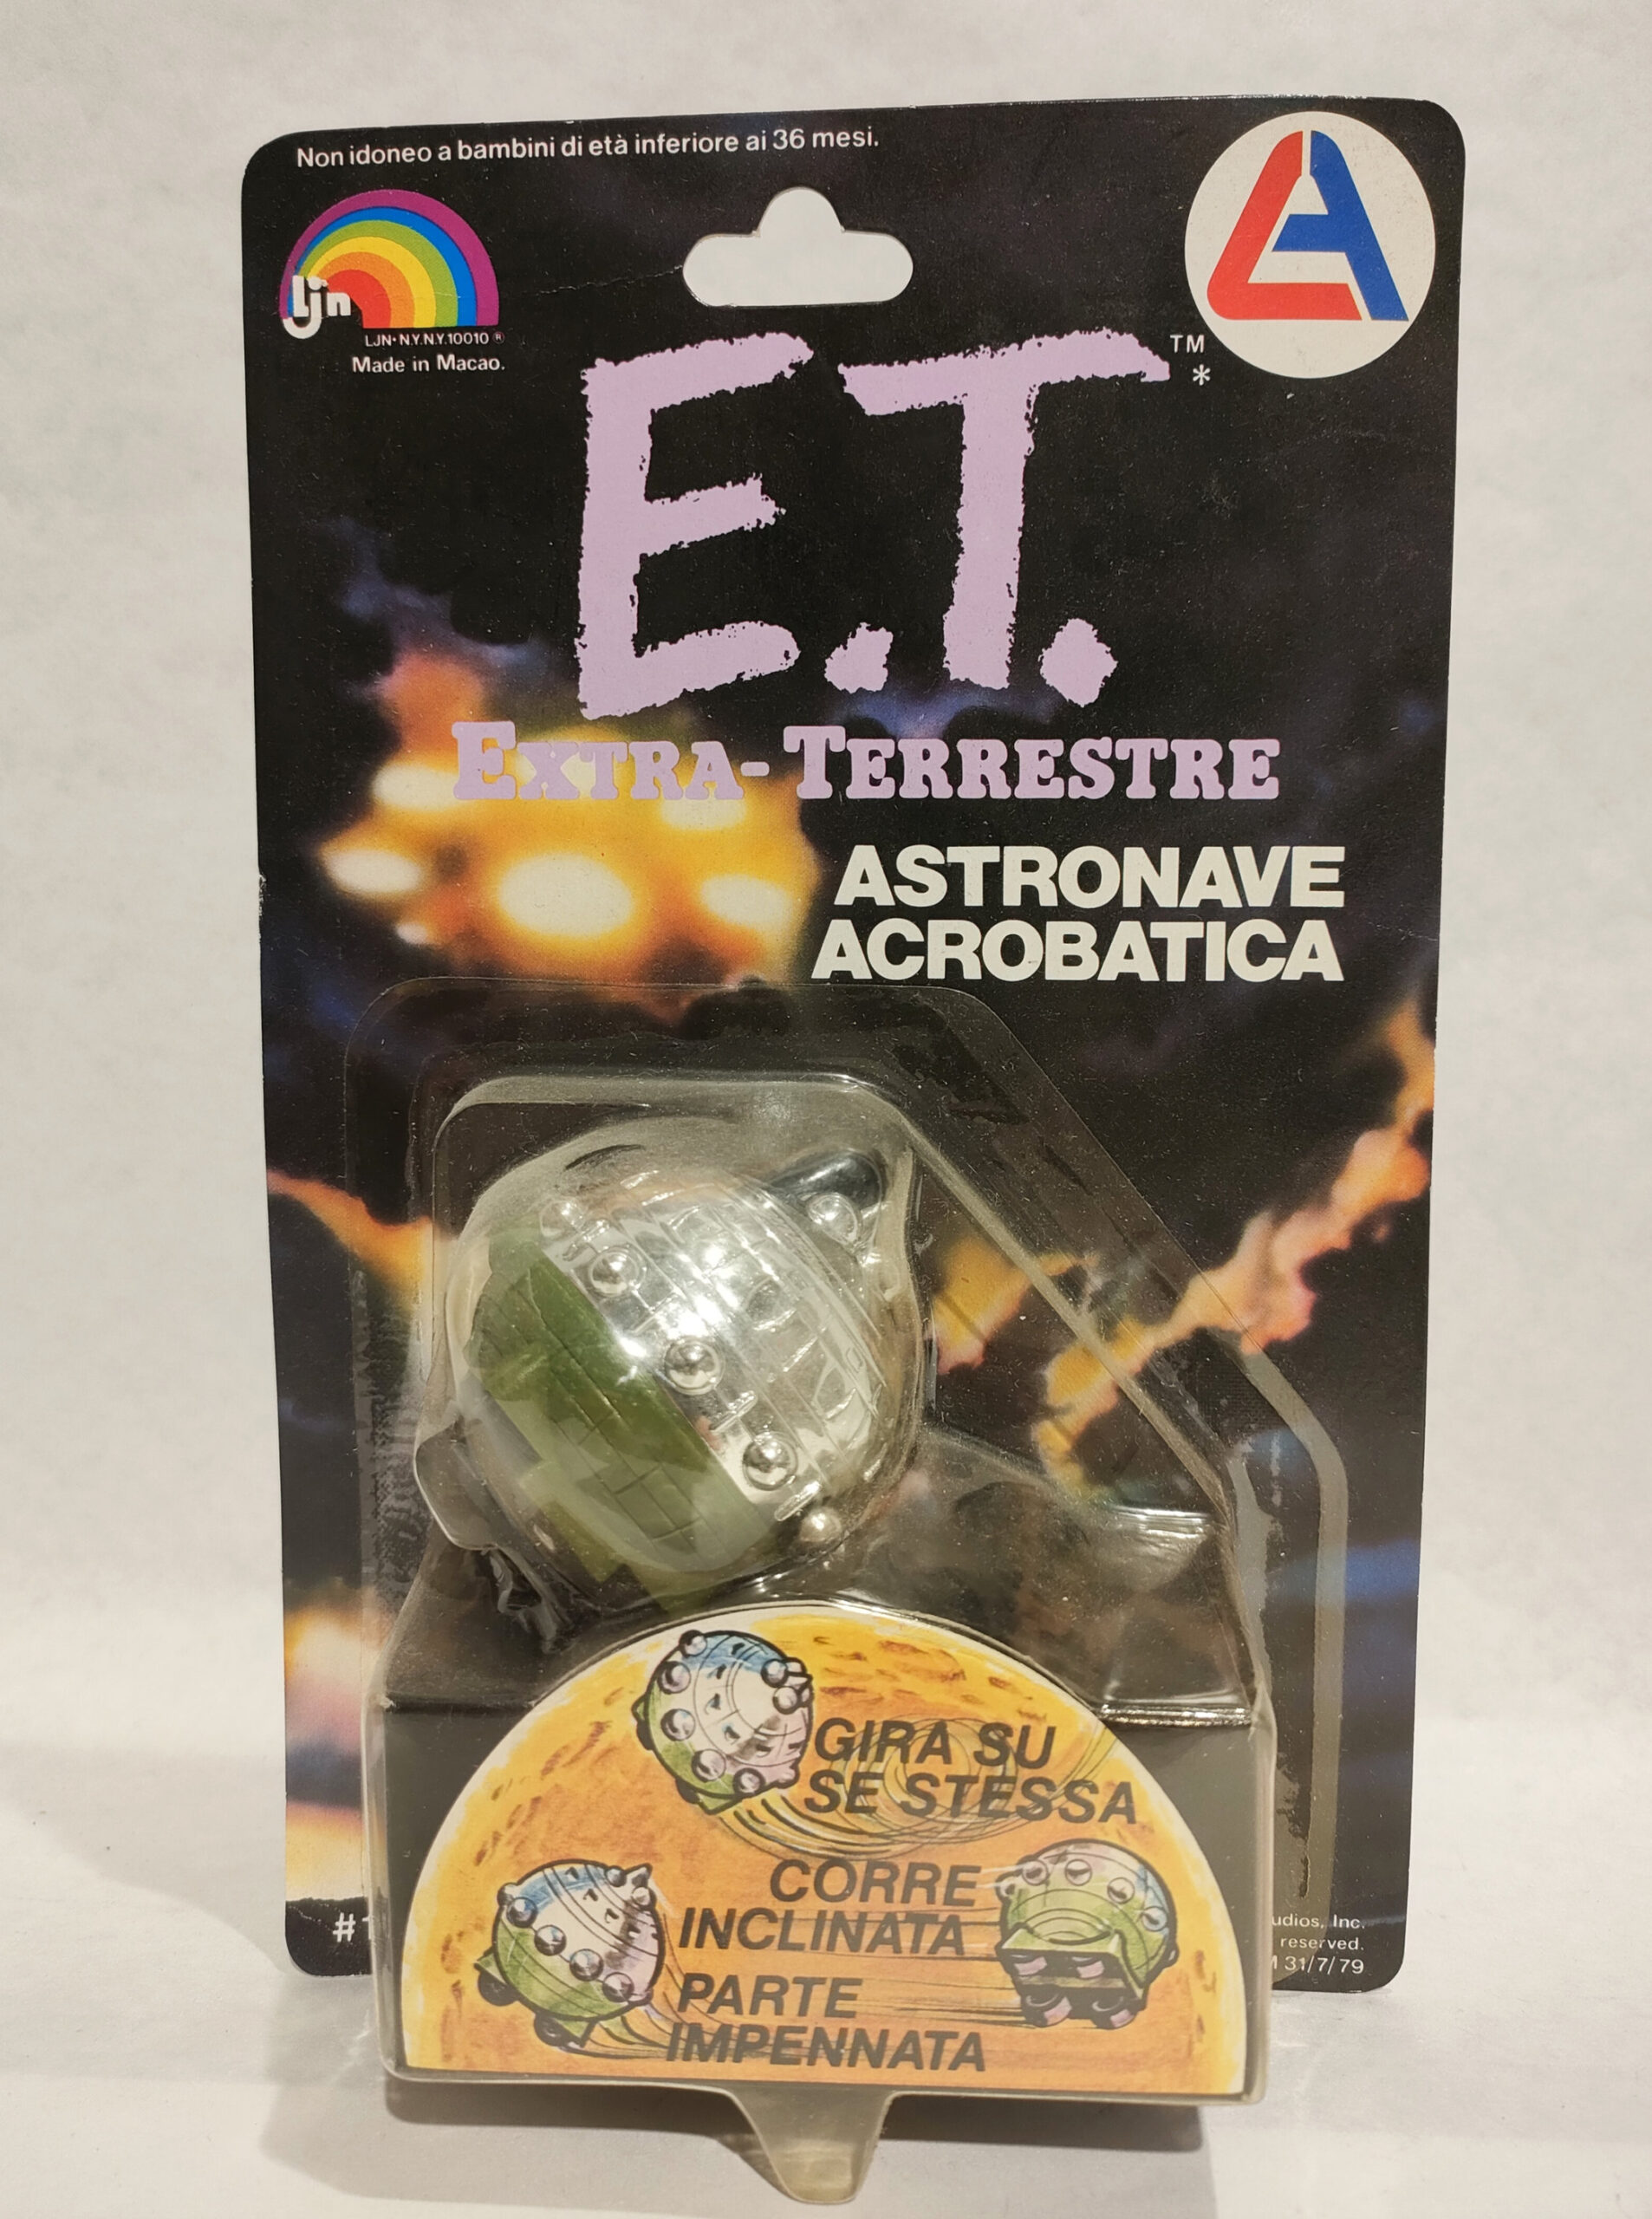 Non idoneo a bambini di età inferiore ai 36 mesi.
Ljn
LJN • N.Y.N.Y.10010 ®
Made in Macao.
E.T. TM
*
EXTRA-TERRESTRE
ASTRONAVE
ACROBATICA
GIRA SU
SE STESSA
CORRE
INCLINATA
PARTE
IMPENNATA
Inc.
reserved.
31/7/79